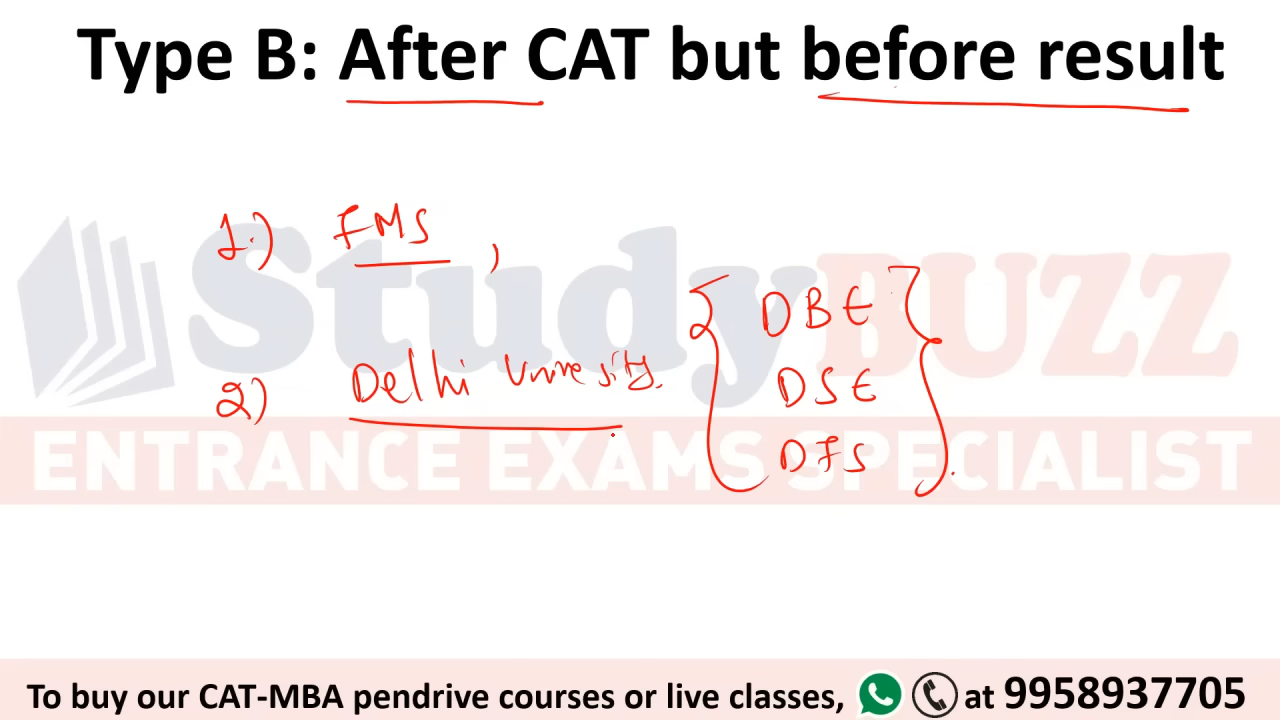 Type B: After CAT but before result
1.) FMS,
2) Delhi University.
DBE
DSE
DFS
StudyBUZZ
ENTRANCE EXAMS SPECIALIST
To buy our CAT-MBA pendrive courses or live classes, at 9958937705